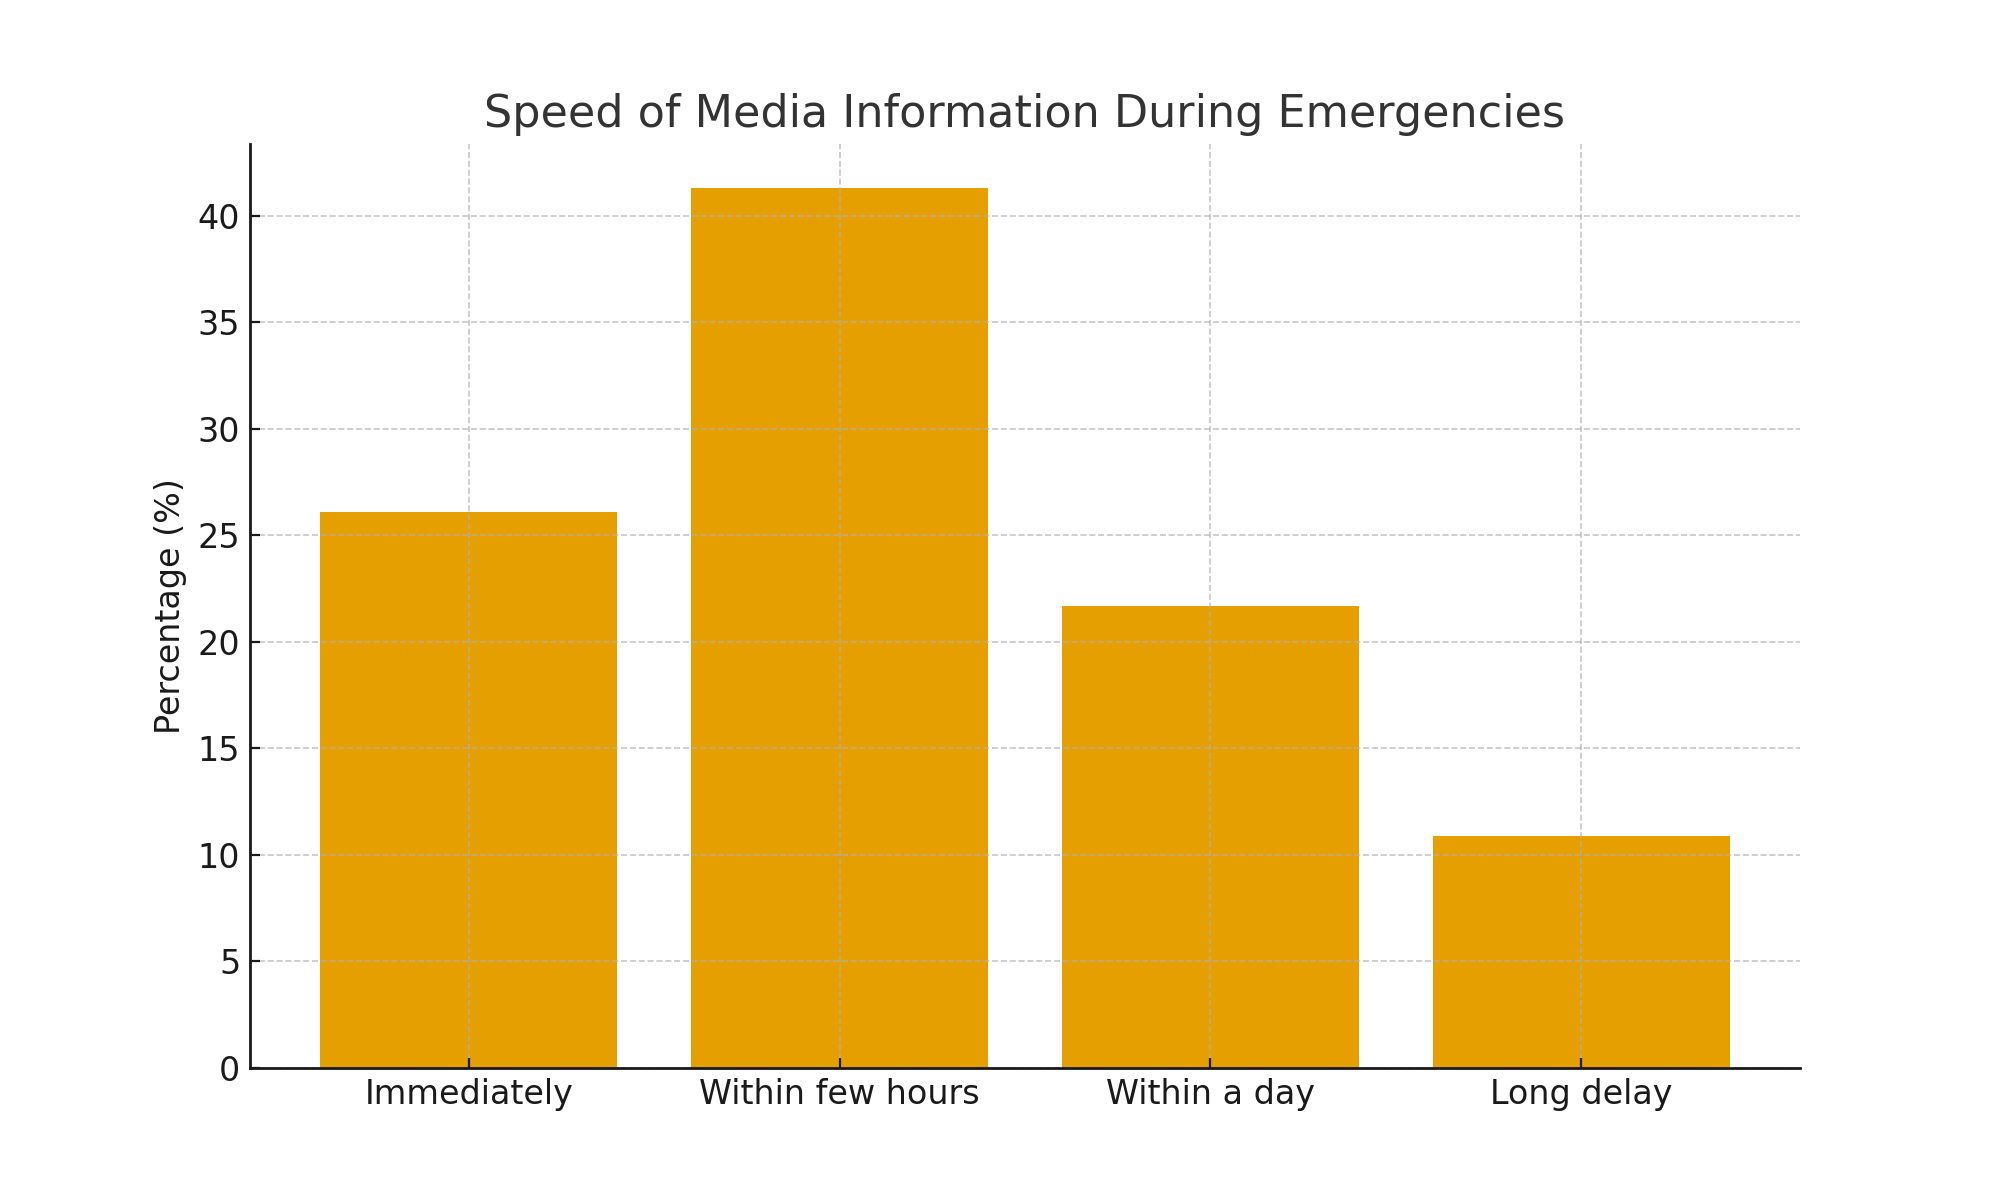 Speed of Media Information During Emergencies
Percentage (%)
40
35
30
25
20
15
10
5
0
Immediately
Within few hours
Within a day
Long delay